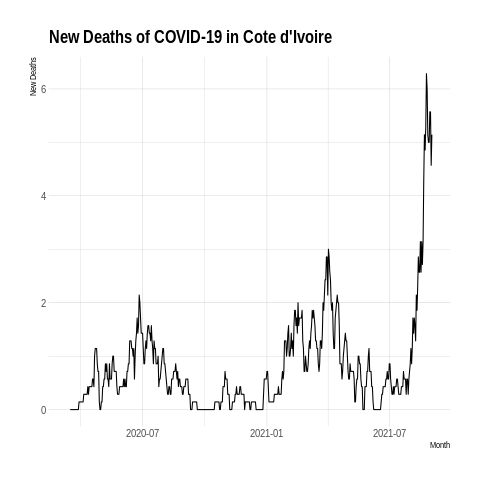 New Deaths of COVID-19 in Cote d'Ivoire
New Deaths
6
4
2
0
2020-07
2021-01
2021-07
Month